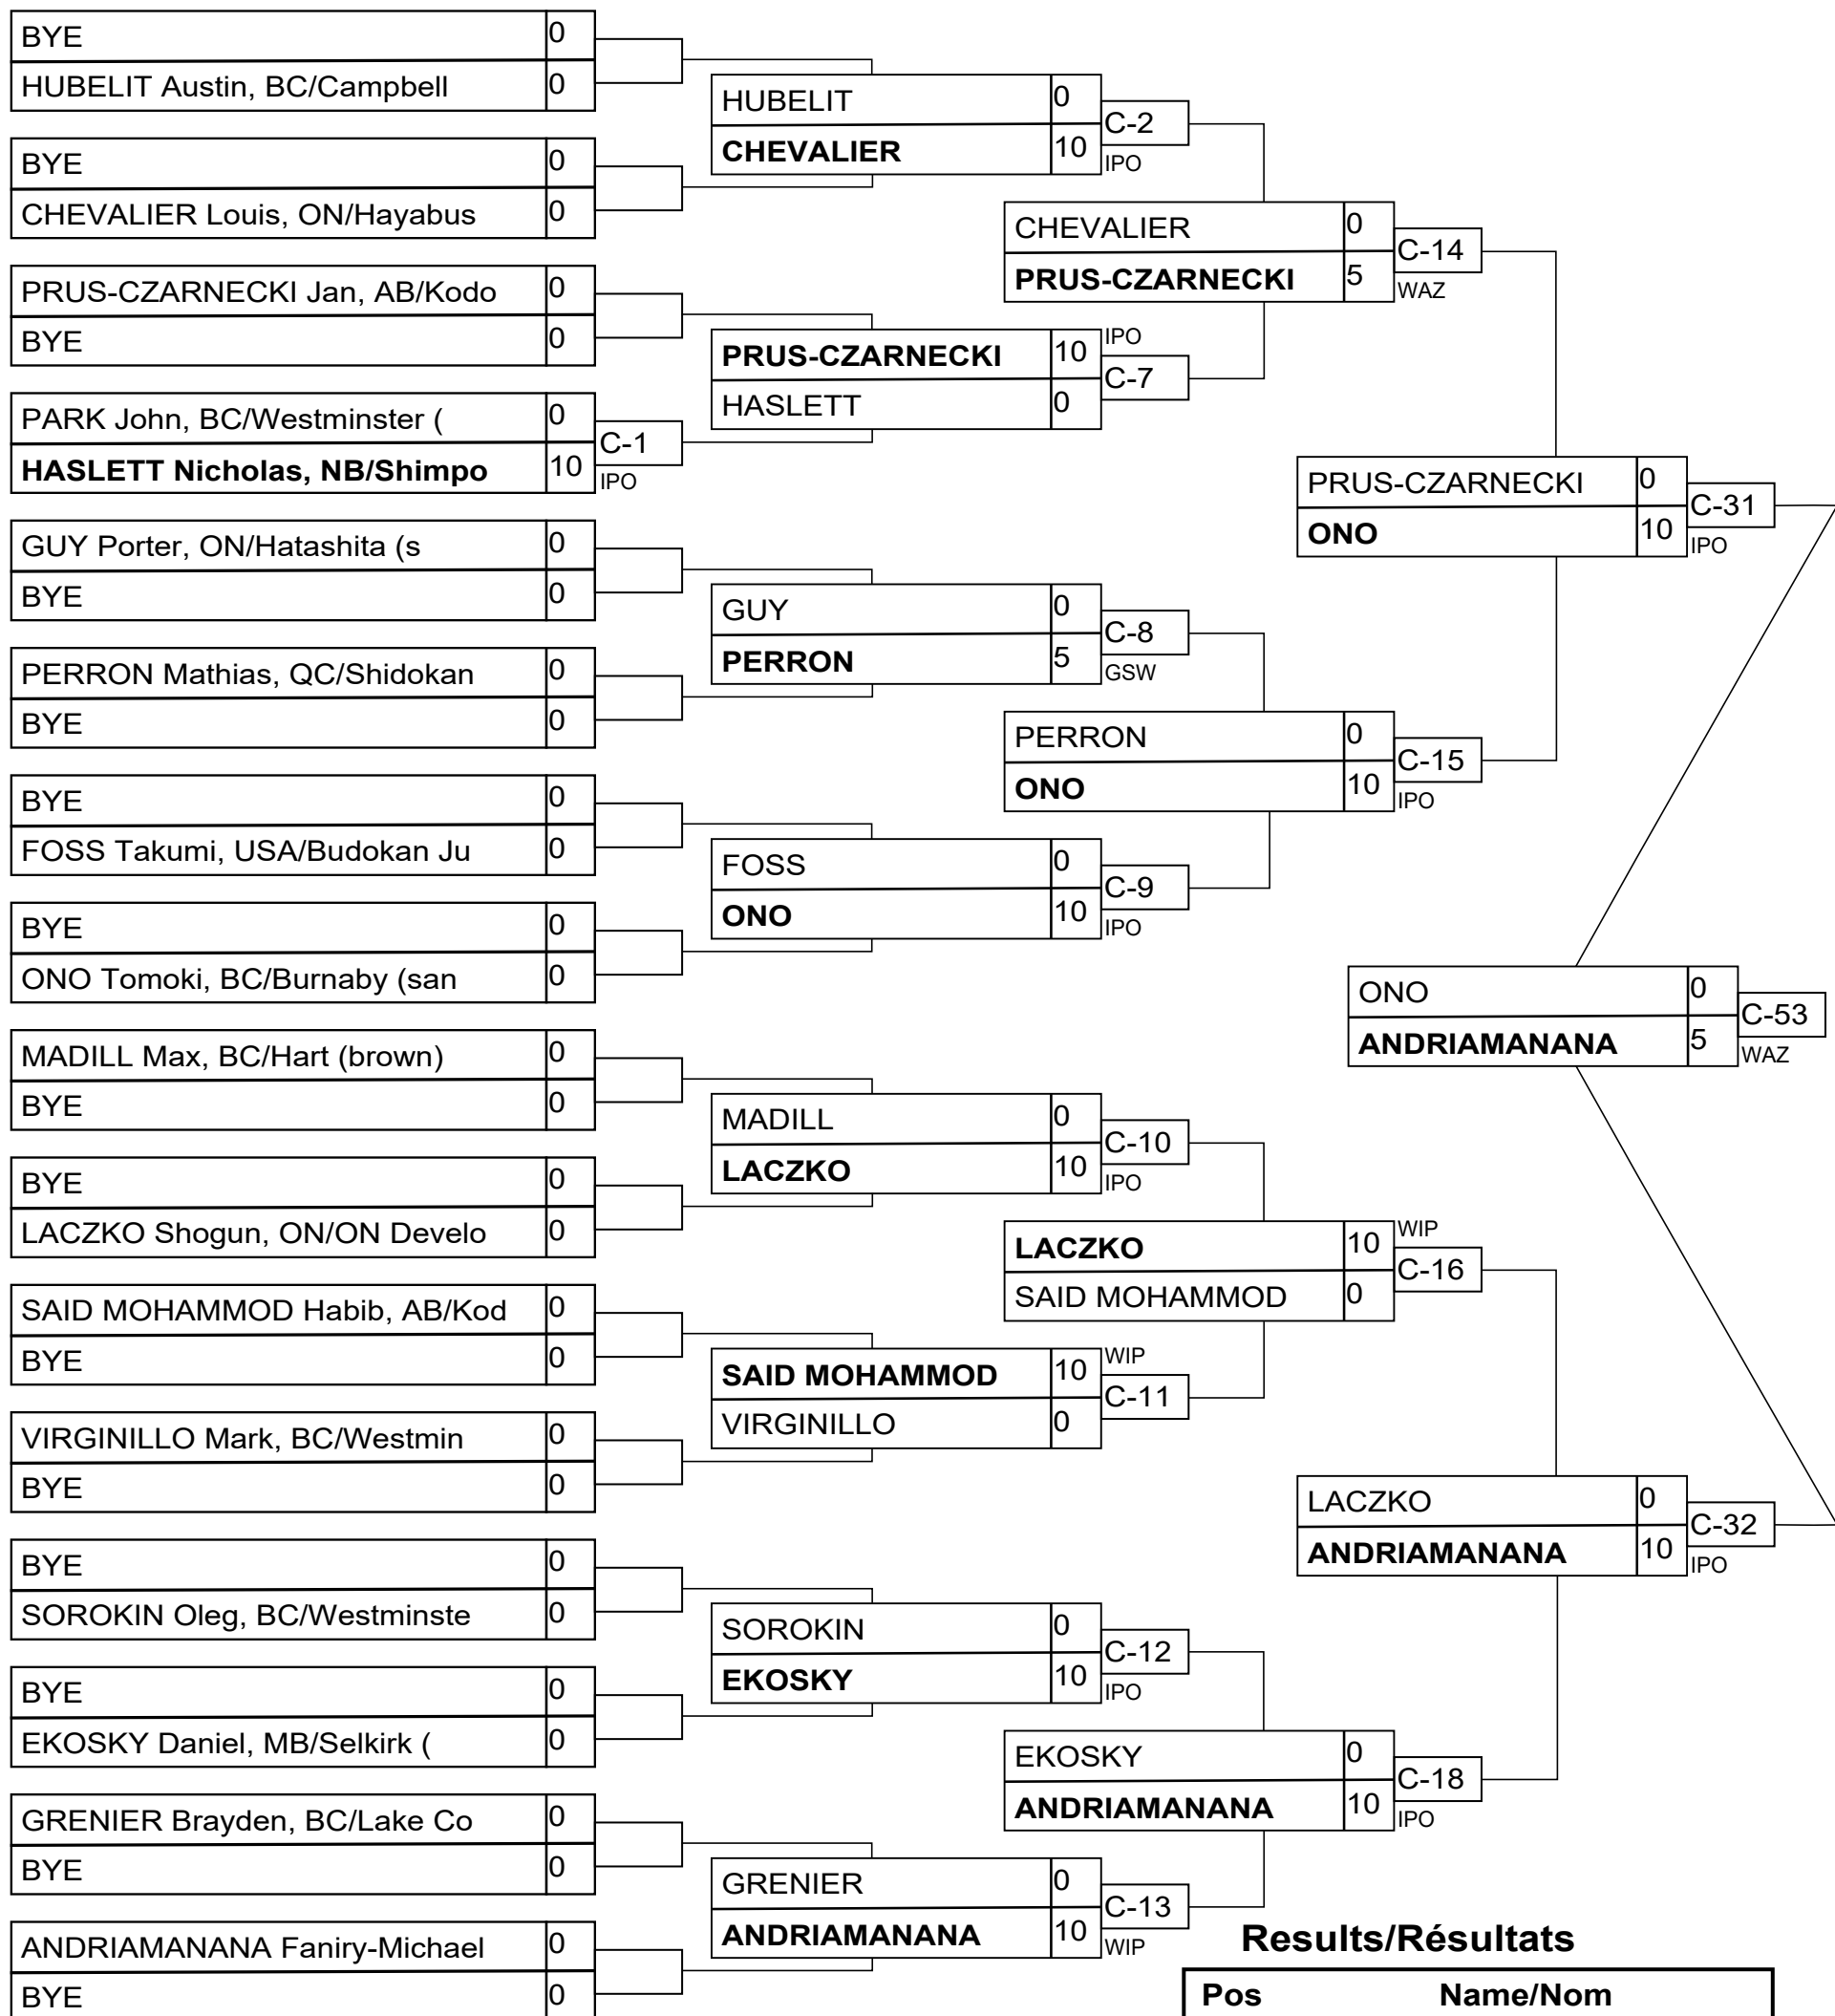 BYE 0
HUBELIT Austin, BC/Campbell 0
BYE 0
CHEVALIER Louis, ON/Hayabus 0
PRUS-CZARNECKI Jan, AB/Kodo 0
BYE 0
PARK John, BC/Westminster ( 0
HASLETT Nicholas, NB/Shimpo 10
C-1
IPO
GUY Porter, ON/Hatashita (s 0
BYE 0
PERRON Mathias, QC/Shidokan 0
BYE 0
BYE 0
FOSS Takumi, USA/Budokan Ju 0
BYE 0
ONO Tomoki, BC/Burnaby (san 0
MADILL Max, BC/Hart (brown) 0
BYE 0
BYE 0
LACZKO Shogun, ON/ON Develo 0
SAID MOHAMMOD Habib, AB/Kod 0
BYE 0
VIRGINILLO Mark, BC/Westmin 0
BYE 0
BYE 0
SOROKIN Oleg, BC/Westminste 0
BYE 0
EKOSKY Daniel, MB/Selkirk ( 0
GRENIER Brayden, BC/Lake Co 0
BYE 0
ANDRIAMANANA Faniry-Michael 0
BYE 0
HUBELIT 0
C-2
CHEVALIER 10
IPO
IPO
PRUS-CZARNECKI 10
C-7
HASLETT 0
GUY 0
C-8
PERRON 5
GSW
FOSS 0
C-9
ONO 10
IPO
MADILL 0
C-10
LACZKO 10
IPO
WIP
SAID MOHAMMOD 10
C-11
VIRGINILLO 0
SOROKIN 0
C-12
EKOSKY 10
IPO
GRENIER 0
C-13
ANDRIAMANANA 10
WIP
CHEVALIER 0
C-14
PRUS-CZARNECKI 5
WAZ
PERRON 0
C-15
ONO 10
IPO
WIP
LACZKO 10
C-16
SAID MOHAMMOD 0
EKOSKY 0
C-18
ANDRIAMANANA 10
IPO
PRUS-CZARNECKI 0
C-31
ONO 10
IPO
LACZKO 0
C-32
ANDRIAMANANA 10
IPO
ONO 0
C-53
ANDRIAMANANA 5
WAZ
Results/Résultats
Pos Name/Nom